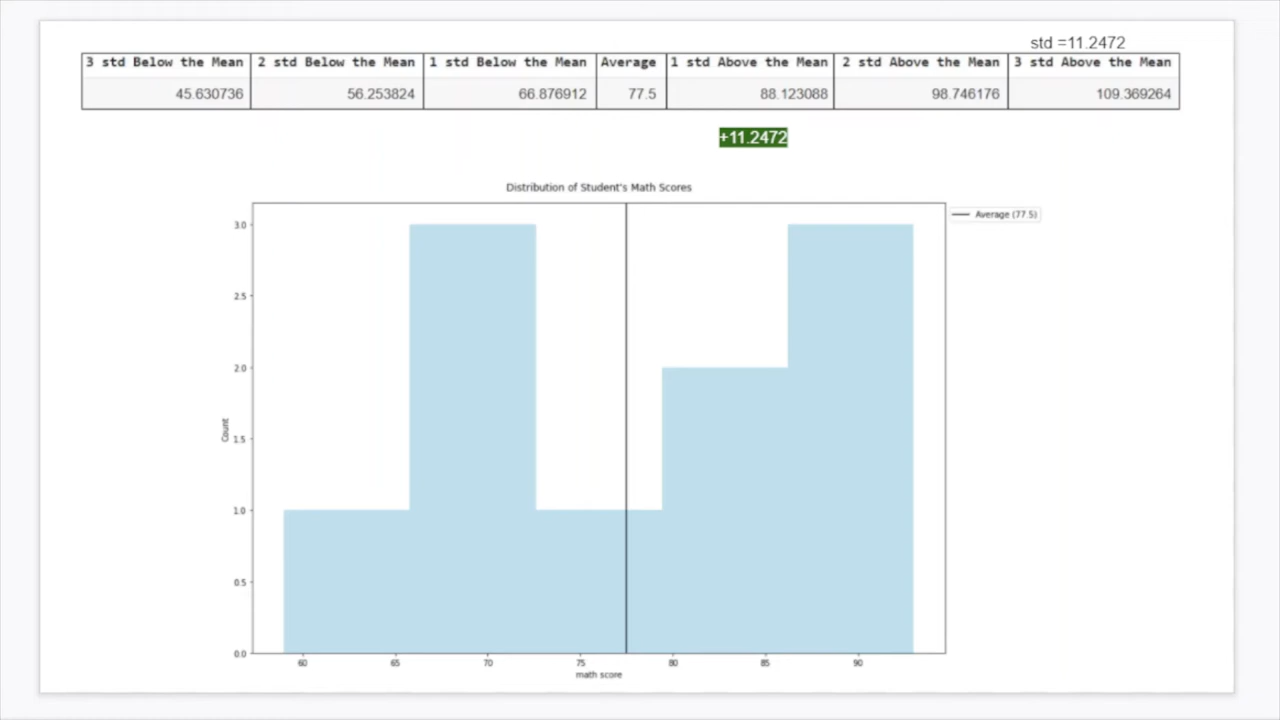 std =11.2472
3 std Below the Mean 2 std Below the Mean 1 std Below the Mean Average 1 std Above the Mean 2 std Above the Mean 3 std Above the Mean
45.630736 56.253824 66.876912 77.5 88.123088 98.746176 109.369264
+11.2472
Distribution of Student's Math Scores
Average (77.5)
3.0
2.5
2.0
1.5
1.0
0.5
0.0
Count
60 65 70 75 80 85 90
math score